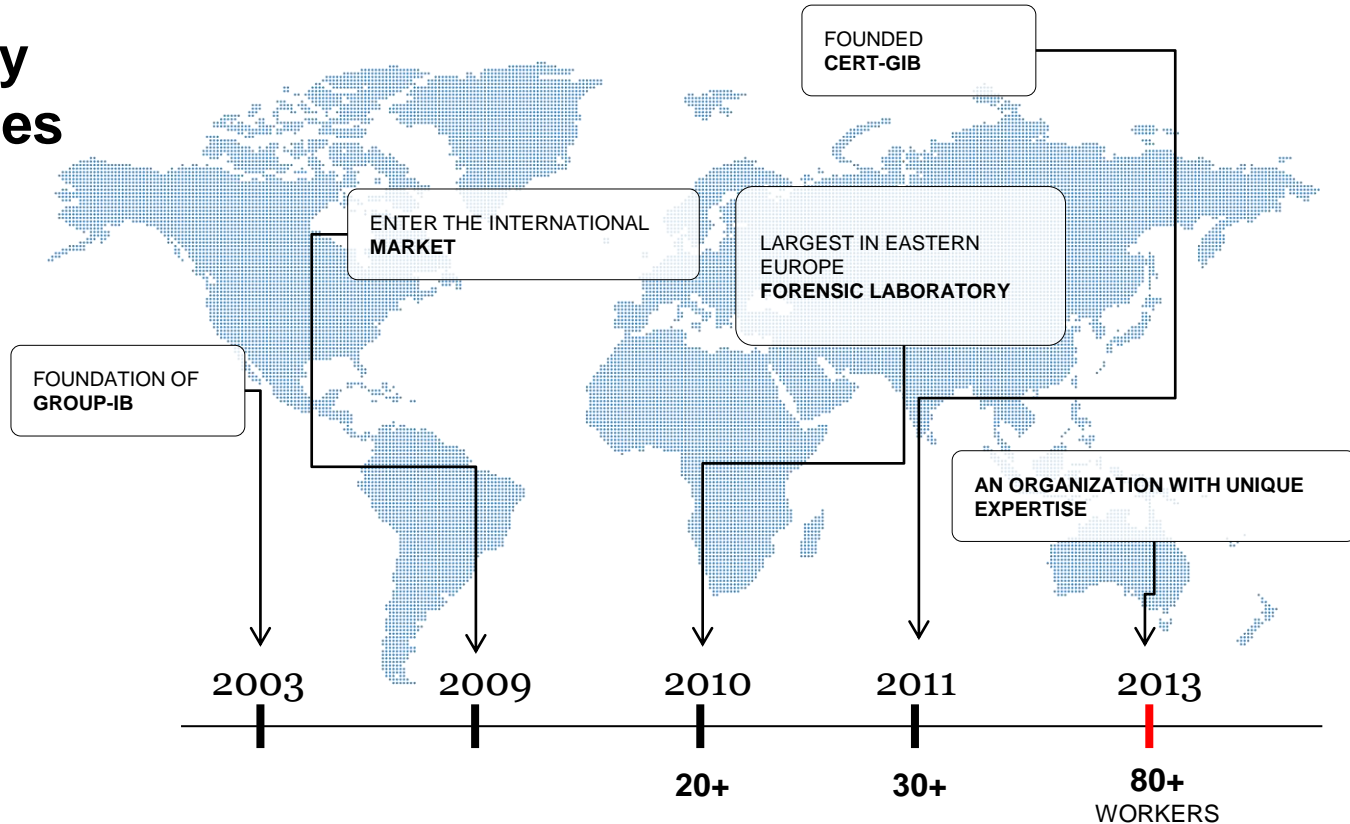 FOUNDED
CERT-GIB
ENTER THE INTERNATIONAL
MARKET
LARGEST IN EASTERN
EUROPE
FORENSIC LABORATORY
FOUNDATION OF
GROUP-IB
AN ORGANIZATION WITH UNIQUE
EXPERTISE
2003 2009 2010 2011 2013
20+ 30+ 80+
WORKERS